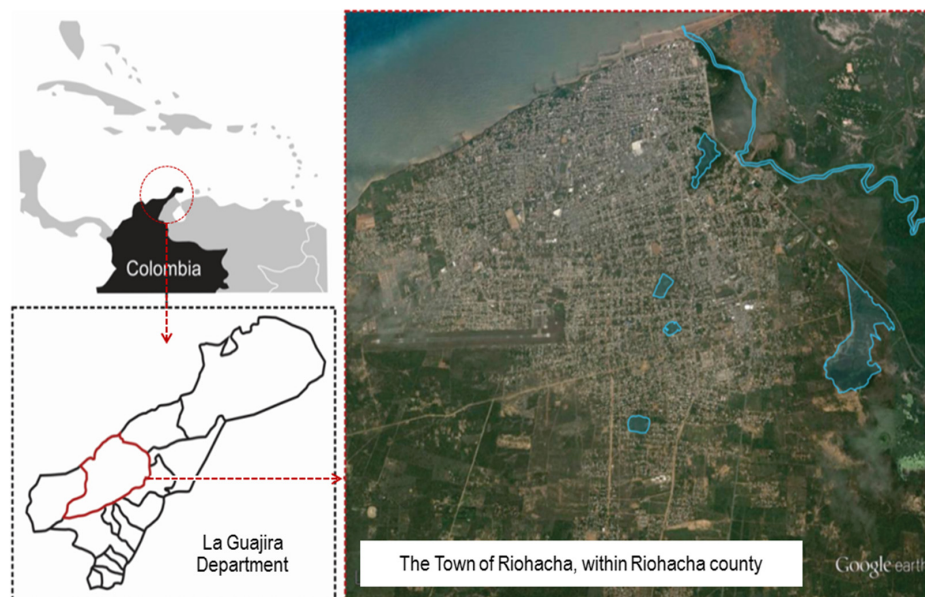 Colombia
La Guajira
Department
The Town of Riohacha, within Riohacha county
Google earth